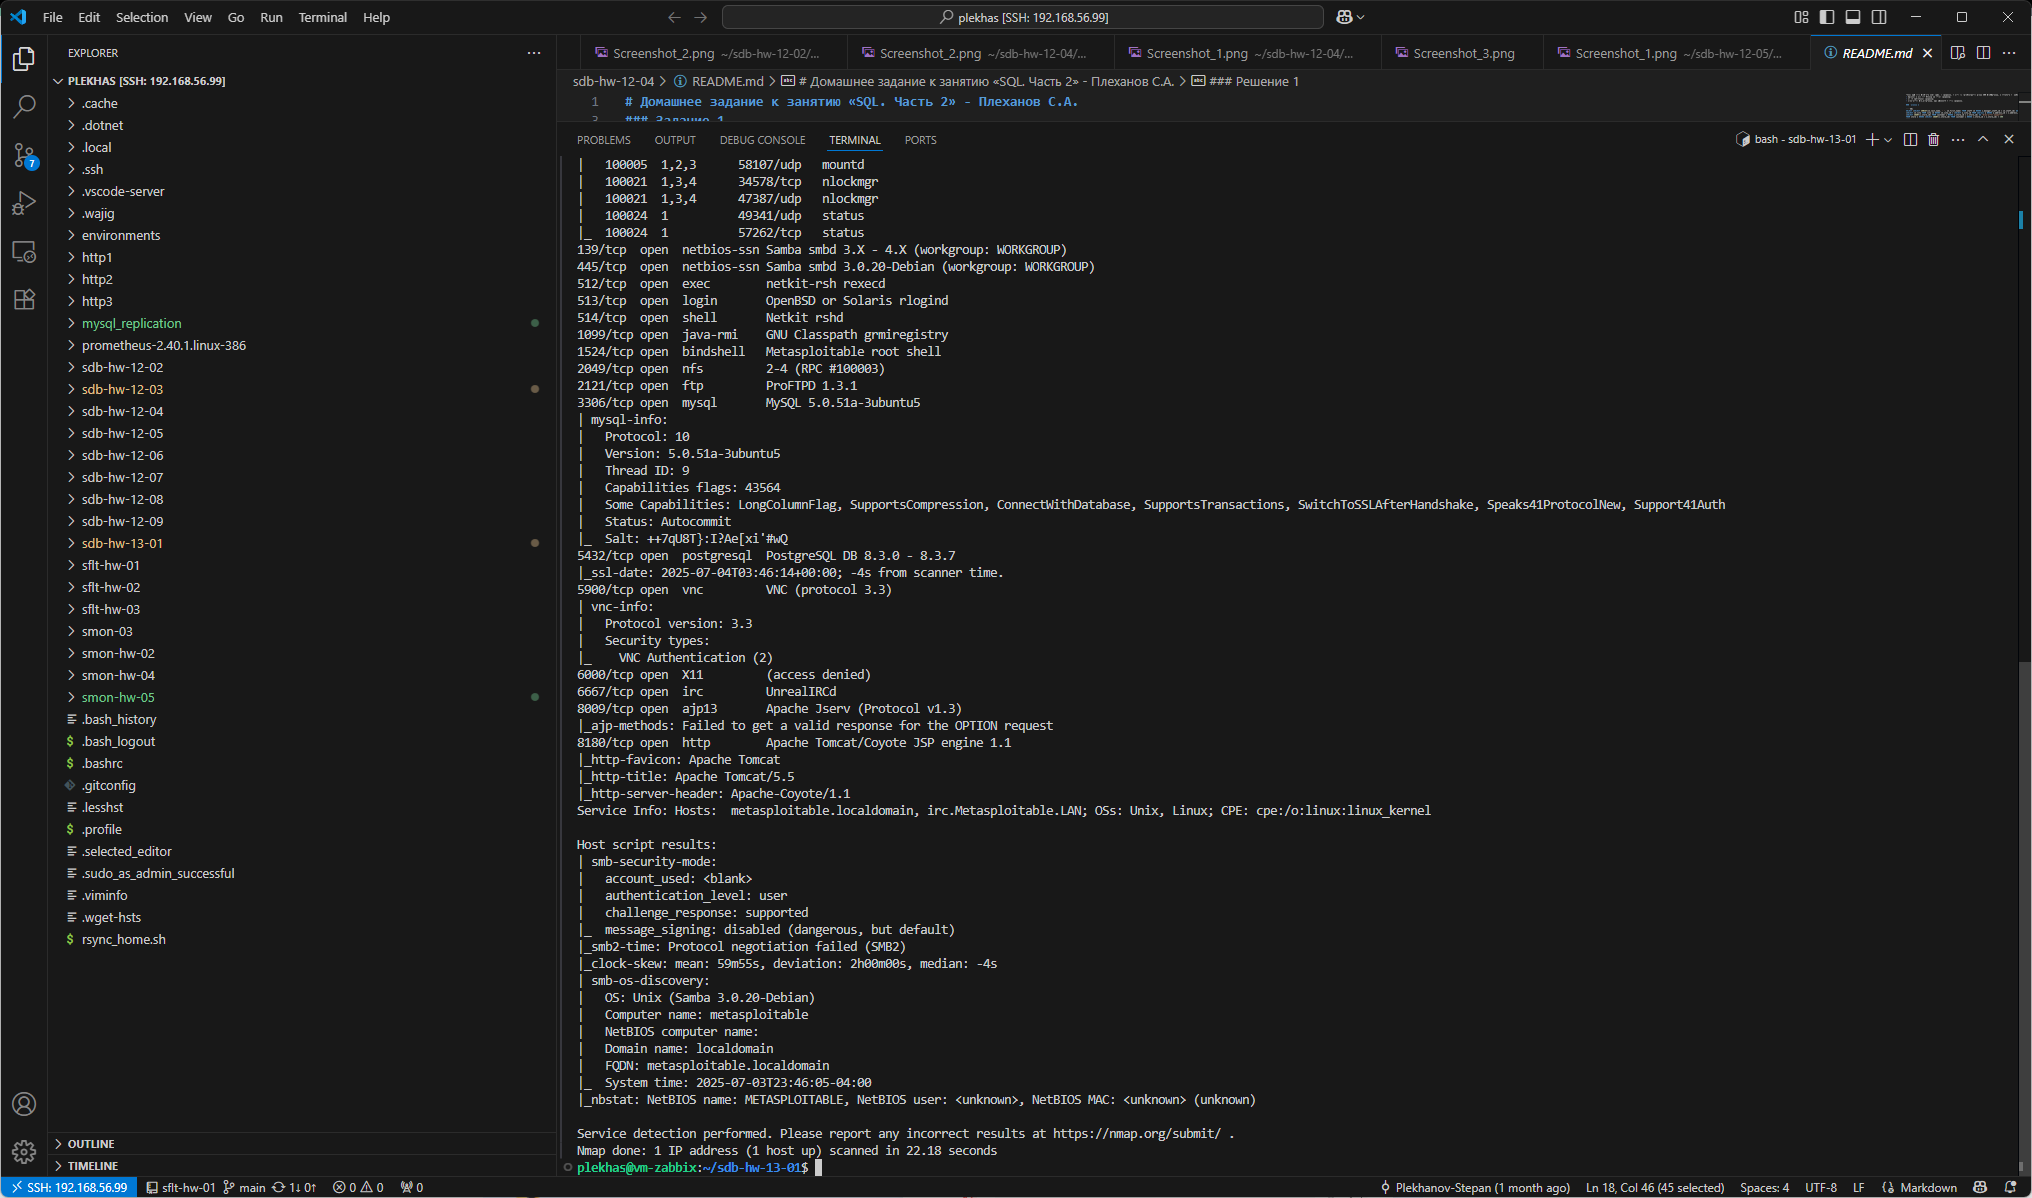 File Edit Selection View Go Run Terminal Help
plekhas [SSH: 192.168.56.99]
EXPLORER
PLEKHAS [SSH: 192.168.56.99]
.cache
.dotnet
.local
.ssh
.vscode-server
.wajig
environments
http1
http2
http3
mysql_replication
prometheus-2.40.1.linux-386
sdb-hw-12-02
sdb-hw-12-03
sdb-hw-12-04
sdb-hw-12-05
sdb-hw-12-06
sdb-hw-12-07
sdb-hw-12-08
sdb-hw-12-09
sdb-hw-13-01
sflt-hw-01
sflt-hw-02
sflt-hw-03
smon-03
smon-hw-02
smon-hw-04
smon-hw-05
.bash_history
.bash_logout
.bashrc
.gitconfig
.lesshst
.profile
.selected_editor
.sudo_as_admin_successful
.viminfo
.wget-hsts
rsync_home.sh
OUTLINE
TIMELINE
7
Screenshot_2.png ~/sdb-hw-12-02/... Screenshot_2.png ~/sdb-hw-12-04/... Screenshot_1.png ~/sdb-hw-12-04/... Screenshot_3.png Screenshot_1.png ~/sdb-hw-12-05/... README.md
sdb-hw-12-04 > README.md > # Домашнее задание к занятию «SQL. Часть 2» - Плеханов С.А. > ### Решение 1
1 # Домашнее задание к занятию «SQL. Часть 2» - Плеханов С.А.
### Задание 1
PROBLEMS OUTPUT DEBUG CONSOLE TERMINAL PORTS
bash - sdb-hw-13-01
|   100005  1,2,3      58107/udp   mountd
|   100021  1,3,4      34578/tcp   nlockmgr
|   100021  1,3,4      47387/udp   nlockmgr
|   100024  1          49341/udp   status
|_  100024  1          57262/tcp   status
139/tcp  open  netbios-ssn Samba smbd 3.X - 4.X (workgroup: WORKGROUP)
445/tcp  open  netbios-ssn Samba smbd 3.0.20-Debian (workgroup: WORKGROUP)
512/tcp  open  exec        netkit-rsh rexecd
513/tcp  open  login       OpenBSD or Solaris rlogind
514/tcp  open  shell       Netkit rshd
1099/tcp open  java-rmi    GNU Classpath grmiregistry
1524/tcp open  bindshell   Metasploitable root shell
2049/tcp open  nfs         2-4 (RPC #100003)
2121/tcp open  ftp         ProFTPD 1.3.1
3306/tcp open  mysql       MySQL 5.0.51a-3ubuntu5
| mysql-info:
|   Protocol: 10
|   Version: 5.0.51a-3ubuntu5
|   Thread ID: 9
|   Capabilities flags: 43564
|   Some Capabilities: LongColumnFlag, SupportsCompression, ConnectWithDatabase, SupportsTransactions, SwitchToSSLAfterHandshake, Speaks41ProtocolNew, Support41Auth
|   Status: Autocommit
|_  Salt: ++7qU8T}:I?Ae[xi'#wQ
5432/tcp open  postgresql  PostgreSQL DB 8.3.0 - 8.3.7
|_ssl-date: 2025-07-04T03:46:14+00:00; -4s from scanner time.
5900/tcp open  vnc         VNC (protocol 3.3)
| vnc-info:
|   Protocol version: 3.3
|   Security types:
|_    VNC Authentication (2)
6000/tcp open  X11         (access denied)
6667/tcp open  irc         UnrealIRCd
8009/tcp open  ajp13       Apache Jserv (Protocol v1.3)
|_ajp-methods: Failed to get a valid response for the OPTION request
8180/tcp open  http        Apache Tomcat/Coyote JSP engine 1.1
|_http-favicon: Apache Tomcat
|_http-title: Apache Tomcat/5.5
|_http-server-header: Apache-Coyote/1.1
Service Info: Hosts:  metasploitable.localdomain, irc.Metasploitable.LAN; OSs: Unix, Linux; CPE: cpe:/o:linux:linux_kernel
Host script results:
| smb-security-mode:
|   account_used: <blank>
|   authentication_level: user
|   challenge_response: supported
|_  message_signing: disabled (dangerous, but default)
|_smb2-time: Protocol negotiation failed (SMB2)
|_clock-skew: mean: 59m55s, deviation: 2h00m00s, median: -4s
| smb-os-discovery:
|   OS: Unix (Samba 3.0.20-Debian)
|   Computer name: metasploitable
|   NetBIOS computer name:
|   Domain name: localdomain
|   FQDN: metasploitable.localdomain
|_  System time: 2025-07-03T23:46:05-04:00
|_nbstat: NetBIOS name: METASPLOITABLE, NetBIOS user: <unknown>, NetBIOS MAC: <unknown> (unknown)
Service detection performed. Please report any incorrect results at https://nmap.org/submit/ .
Nmap done: 1 IP address (1 host up) scanned in 22.18 seconds
plekhas@vm-zabbix:~/sdb-hw-13-01$
SSH: 192.168.56.99 sflt-hw-01 main 1↓ 0↑ 0 0 0 Plekhanov-Stepan (1 month ago) Ln 18, Col 46 (45 selected) Spaces: 4 UTF-8 LF {} Markdown